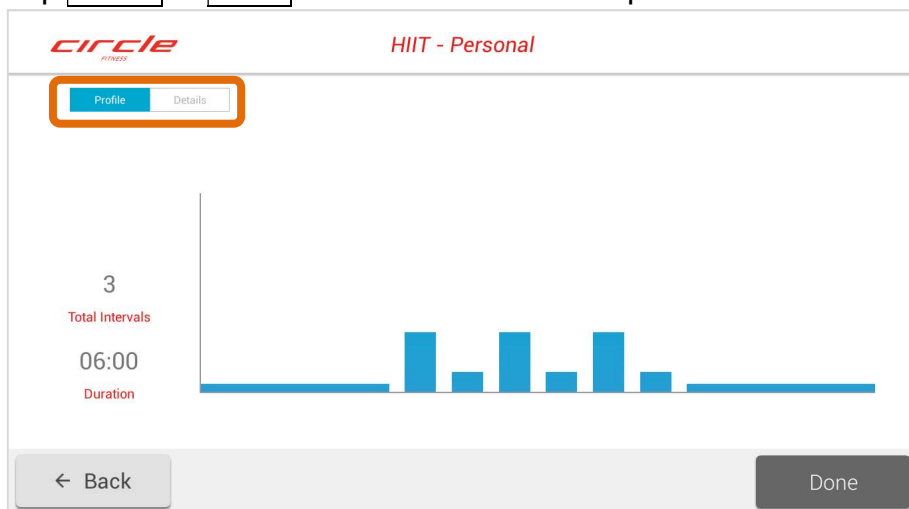 circle
FITNESS
HIIT - Personal
Profile Details
3
Total Intervals
06:00
Duration
← Back
Done